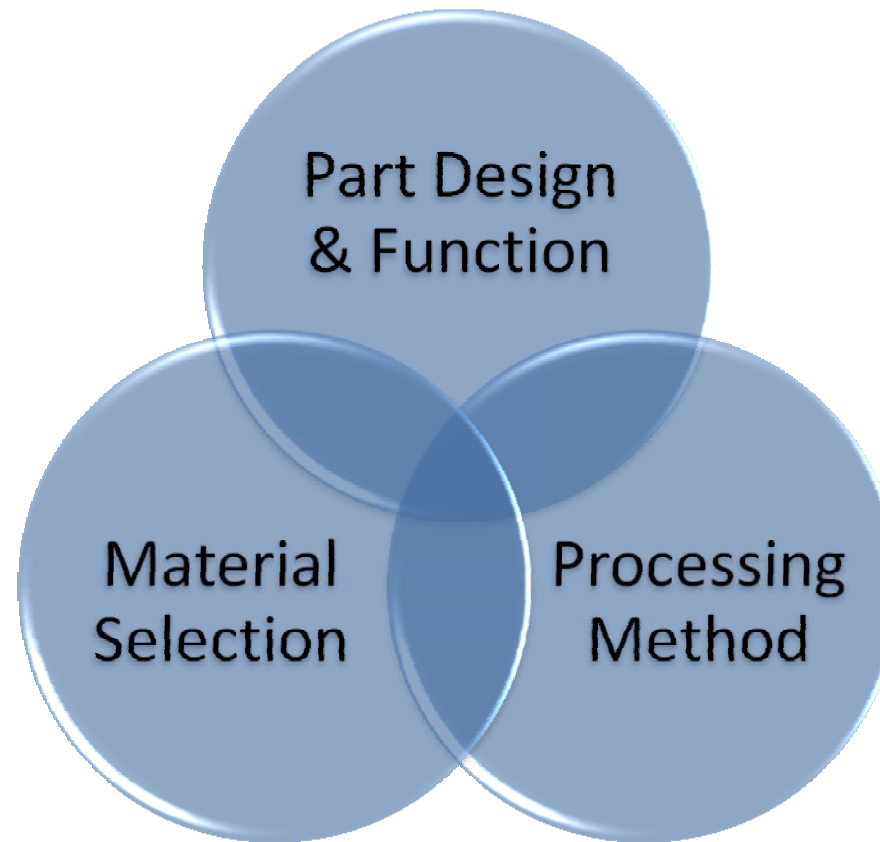 Part Design
& Function
Material
Selection
Processing
Method